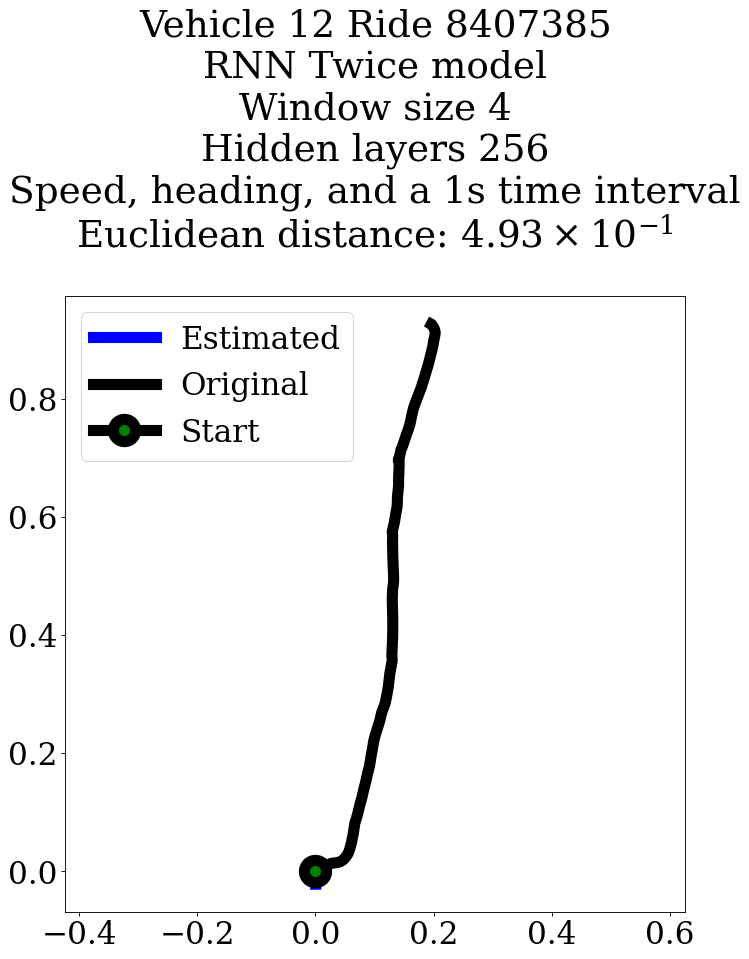 Vehicle 12 Ride 8407385
RNN Twice model
Window size 4
Hidden layers 256
Speed, heading, and a 1s time interval
Euclidean distance: 4.93 × 10⁻¹
Estimated
Original
Start
0.8
0.6
0.4
0.2
0.0
−0.4 −0.2 0.0 0.2 0.4 0.6